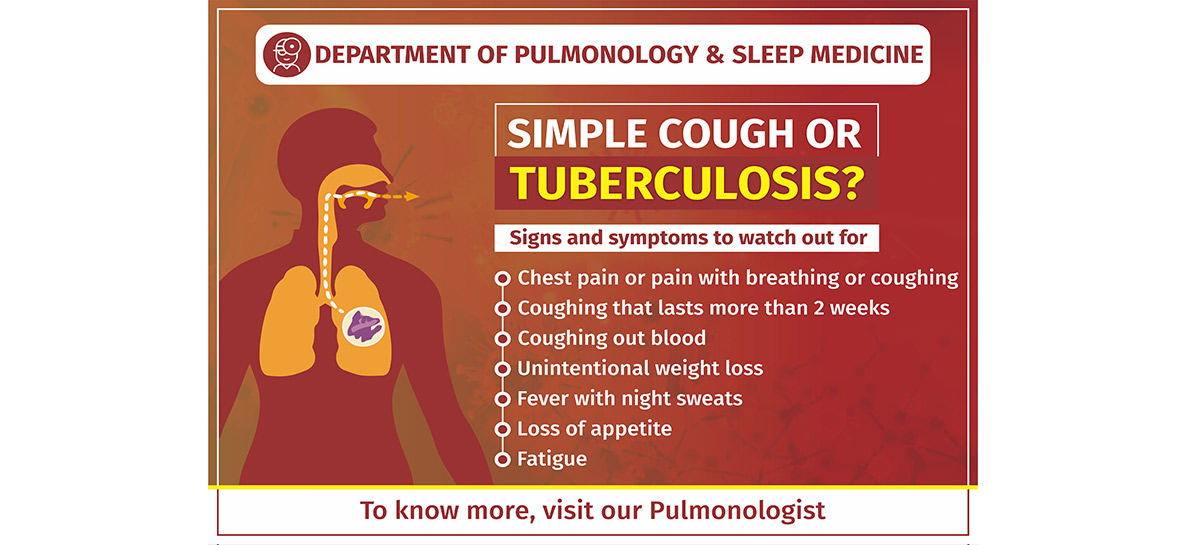 DEPARTMENT OF PULMONOLOGY & SLEEP MEDICINE
SIMPLE COUGH OR
TUBERCULOSIS?
Signs and symptoms to watch out for
Chest pain or pain with breathing or coughing
Coughing that lasts more than 2 weeks
Coughing out blood
Unintentional weight loss
Fever with night sweats
Loss of appetite
Fatigue
To know more, visit our Pulmonologist